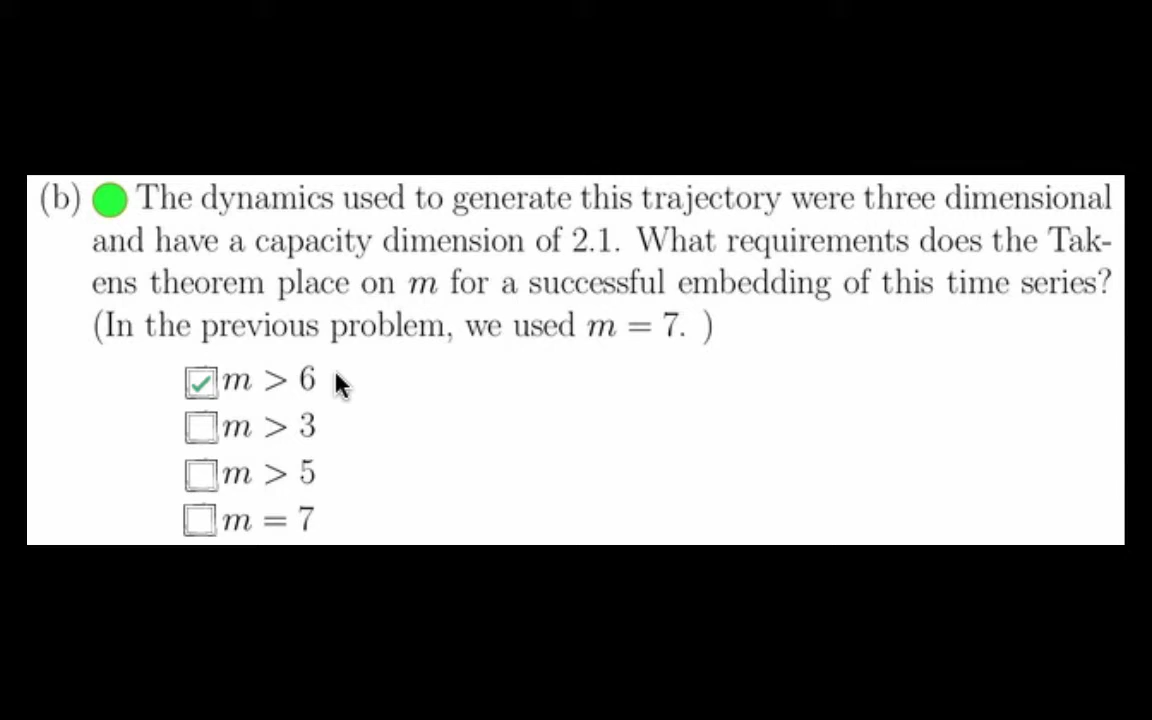 (b) The dynamics used to generate this trajectory were three dimensional
and have a capacity dimension of 2.1. What requirements does the Tak-
ens theorem place on m for a successful embedding of this time series?
(In the previous problem, we used m = 7. )
m > 6
m > 3
m > 5
m = 7